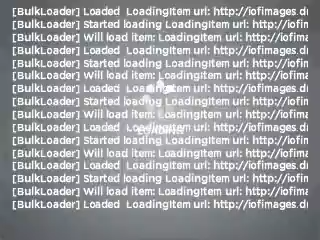 [BulkLoader] Loaded LoadingItem url: http://iofimages.d
[BulkLoader] Started loading LoadingItem url: http://iofi
[BulkLoader] Will load item: LoadingItem url: http://iofima
[BulkLoader] Loaded LoadingItem url: http://iofimages.d
[BulkLoader] Started loading LoadingItem url: http://iofi
[BulkLoader] Will load item: LoadingItem url: http://iofima
[BulkLoader] Loaded LoadingItem url: http://iofimages.d
[BulkLoader] Started loading LoadingItem url: http://iofi
[BulkLoader] Will load item: LoadingItem url: http://iofima
[BulkLoader] Loaded LoadingItem url: http://iofimages.d
[BulkLoader] Started loading LoadingItem url: http://iofi
[BulkLoader] Will load item: LoadingItem url: http://iofima
[BulkLoader] Loaded LoadingItem url: http://iofimages.d
[BulkLoader] Started loading LoadingItem url: http://iofi
[BulkLoader] Will load item: LoadingItem url: http://iofima
[BulkLoader] Loaded LoadingItem url: http://iofimages.d